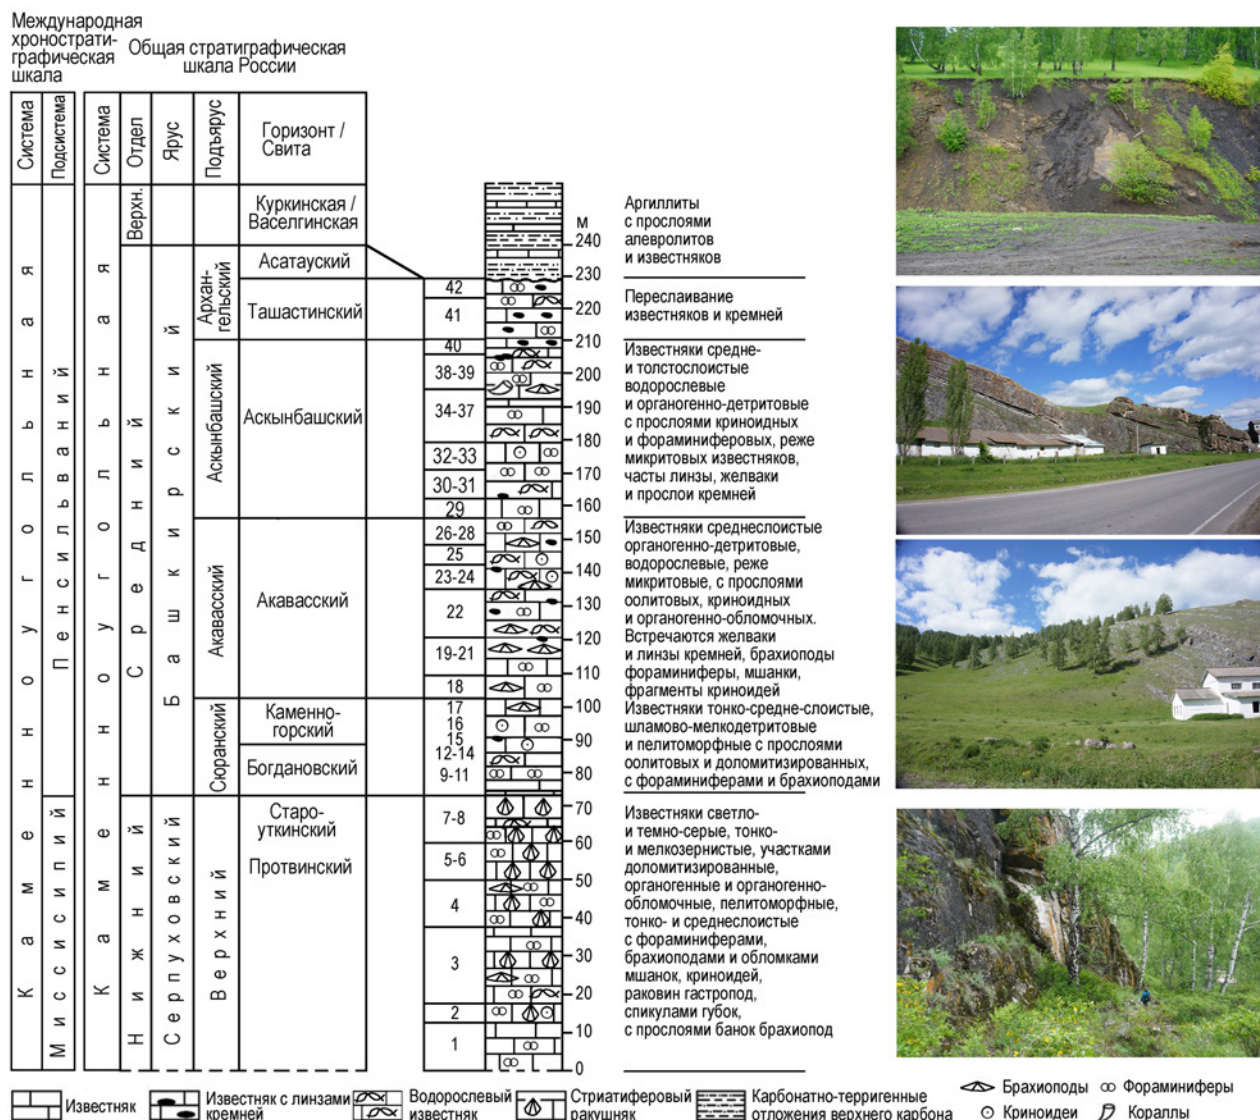 Международная
хроностратиграфическая
шкала
Общая стратиграфическая
шкала России
Система
Подсистема
Система
Отдел
Ярус
Подъярус
Горизонт /
Свита
Каменноугольная
Пенсильваний
Миссисипий
Каменноугольная
Верхн.
Средний
Нижний
Башкирский
Серпуховский
Архан-
гельский
Аскынбашский
Акавасский
Сюранский
Верхний
Куркинская /
Васелгинская
Асатауский
Ташастинский
Аскынбашский
Акавасский
Каменно-
горский
Богдановский
Старо-
уткинский
Протвинский
42
41
40
38-39
34-37
32-33
30-31
29
26-28
25
23-24
22
19-21
18
17
16
15
12-14
9-11
7-8
5-6
4
3
2
1
М
240
230
220
210
200
190
180
170
160
150
140
130
120
110
100
90
80
70
60
50
40
30
20
10
0
Аргиллиты
с прослоями
алевролитов
и известняков
Переслаивание
известняков и кремней
Известняки средне-
и толстослоистые
водорослевые
и органогенно-детритовые
с прослоями криноидных
и фораминиферовых, реже
микритовых известняков,
часты линзы, желваки
и прослои кремней
Известняки среднеслоистые
органогенно-детритовые,
водорослевые, реже
микритовые, с прослоями
оолитовых, криноидных
и органогенно-обломочных.
Встречаются желваки
и линзы кремней, брахиоподы
фораминиферы, мшанки,
фрагменты криноидей
Известняки тонко-средне-слоистые,
шламово-мелкодетритовые
и пелитоморфные с прослоями
оолитовых и доломитизированных,
с фораминиферами и брахиоподами
Известняки светло-
и темно-серые, тонко-
и мелкозернистые, участками
доломитизированные,
органогенные и органогенно-
обломочные, пелитоморфные,
тонко- и среднеслоистые
с фораминиферами,
брахиоподами и обломками
мшанок, криноидей,
раковин гастропод,
спикулами губок,
с прослоями банок брахиопод
Известняк
Известняк с линзами
кремней
Водорослевый
известняк
Стриатиферовый
ракушняк
Карбонатно-терригенные
отложения верхнего карбона
Брахиоподы
Фораминиферы
Криноидеи
Кораллы